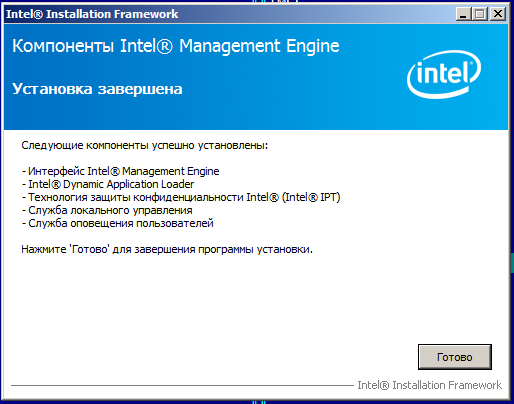 Intel® Installation Framework
Компоненты Intel® Management Engine
intel
Установка завершена
Следующие компоненты успешно установлены:
- Интерфейс Intel® Management Engine
- Intel® Dynamic Application Loader
- Технология защиты конфиденциальности Intel® (Intel® IPT)
- Служба локального управления
- Служба оповещения пользователей
Нажмите 'Готово' для завершения программы установки.
Готово
Intel® Installation Framework